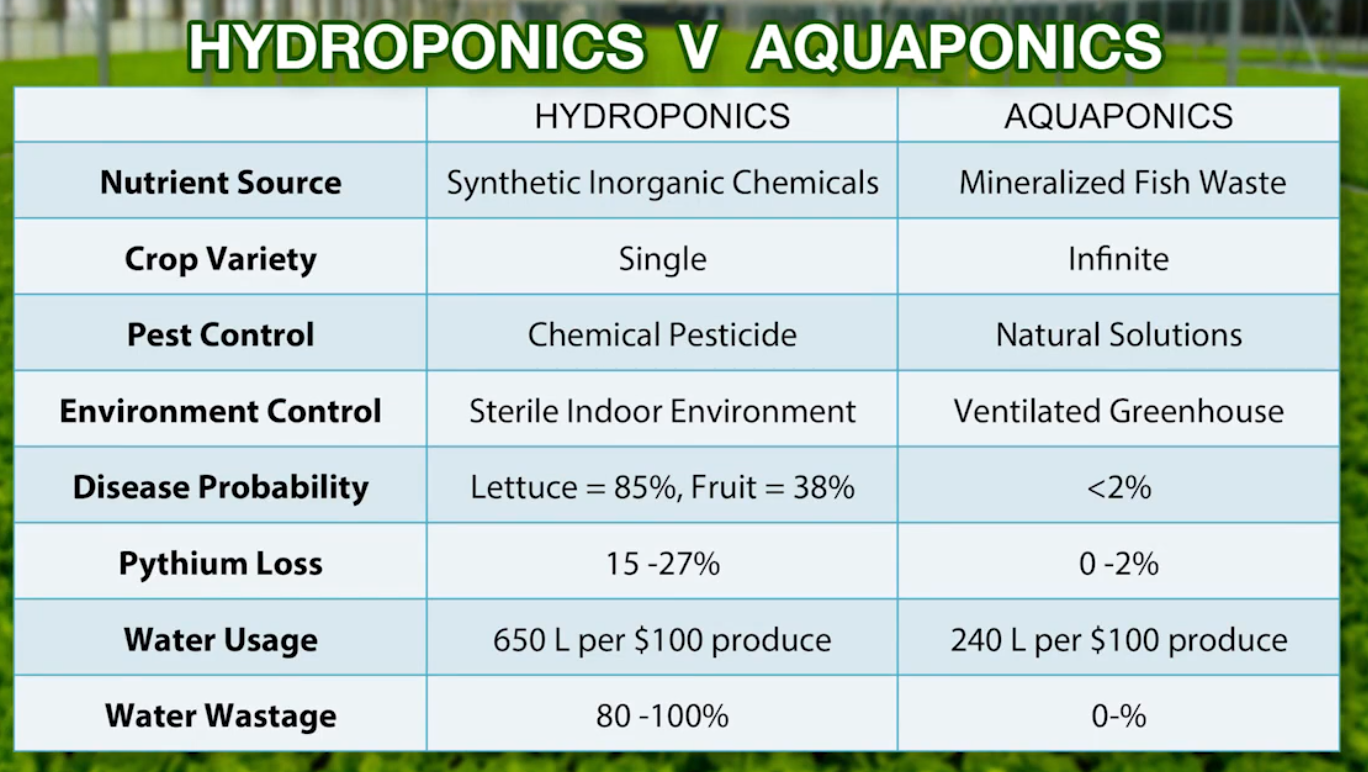 HYDROPONICS V AQUAPONICS
HYDROPONICS AQUAPONICS
Nutrient Source Synthetic Inorganic Chemicals Mineralized Fish Waste
Crop Variety Single Infinite
Pest Control Chemical Pesticide Natural Solutions
Environment Control Sterile Indoor Environment Ventilated Greenhouse
Disease Probability Lettuce = 85%, Fruit = 38% <2%
Pythium Loss 15 -27% 0 -2%
Water Usage 650 L per $100 produce 240 L per $100 produce
Water Wastage 80 -100% 0-%